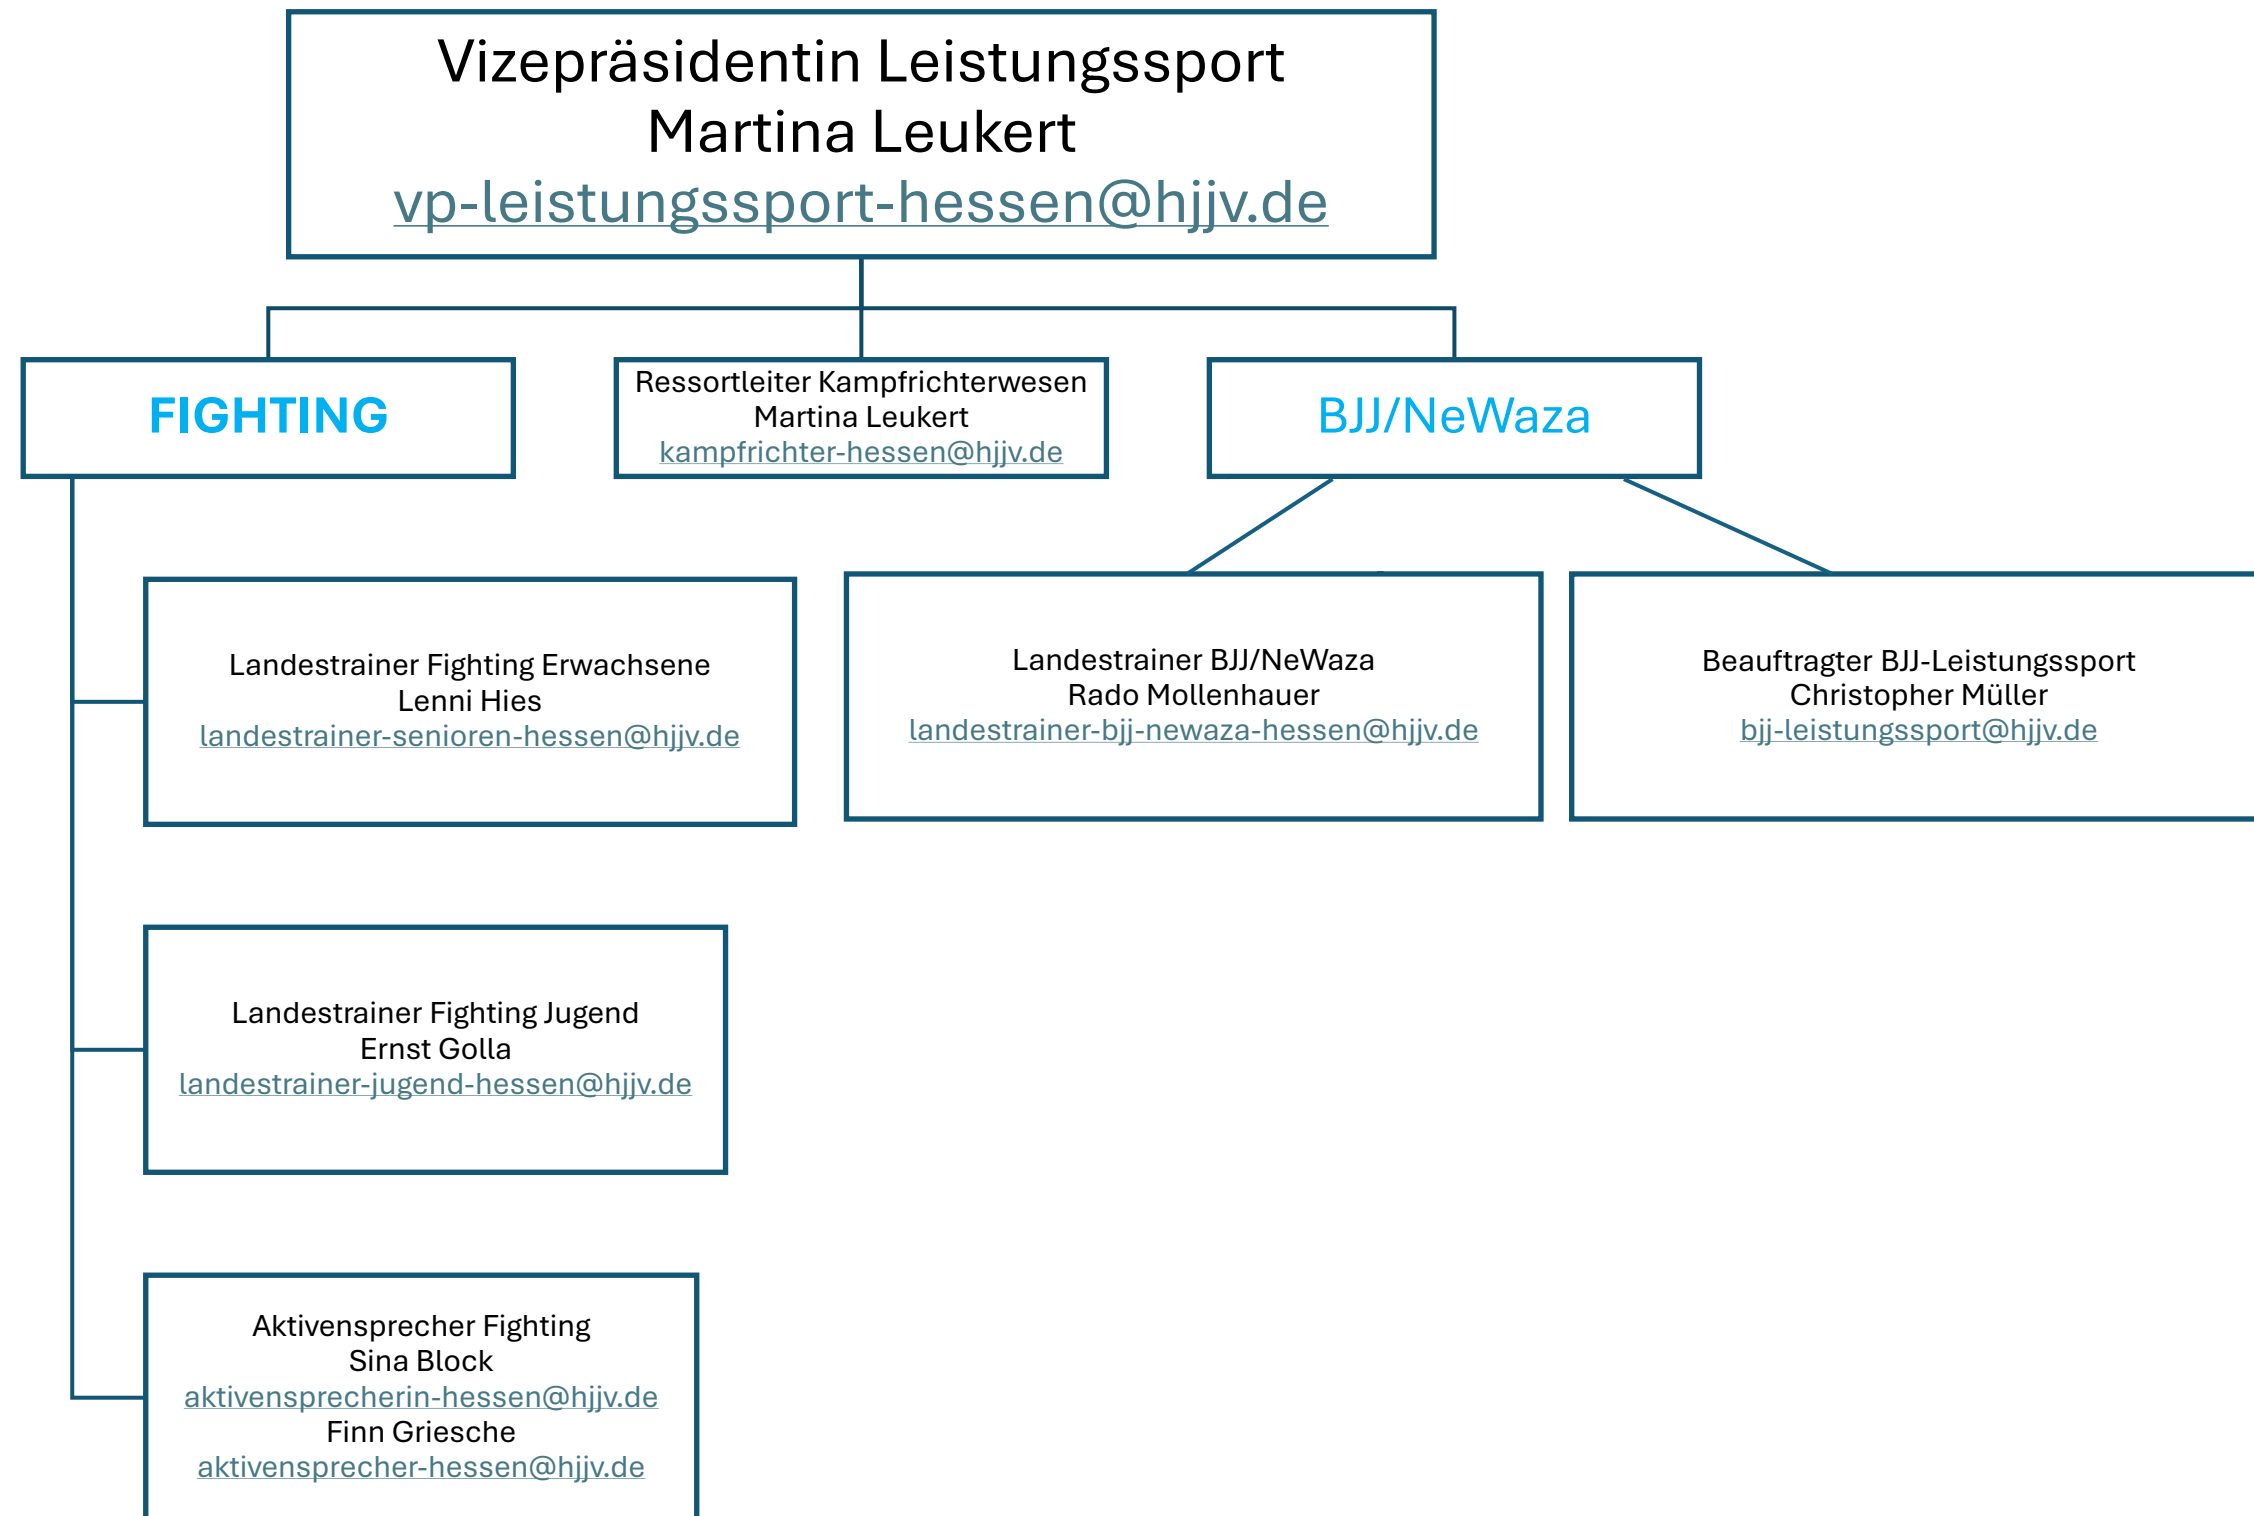 Vizepräsidentin Leistungssport
Martina Leukert
vp-leistungssport-hessen@hjjv.de
FIGHTING
Ressortleiter Kampfrichterwesen
Martina Leukert
kampfrichter-hessen@hjjv.de
BJJ/NeWaza
Landestrainer Fighting Erwachsene
Lenni Hies
landestrainer-senioren-hessen@hjjv.de
Landestrainer BJJ/NeWaza
Rado Mollenhauer
landestrainer-bjj-newaza-hessen@hjjv.de
Beauftragter BJJ-Leistungssport
Christopher Müller
bjj-leistungssport@hjjv.de
Landestrainer Fighting Jugend
Ernst Golla
landestrainer-jugend-hessen@hjjv.de
Aktivensprecher Fighting
Sina Block
aktivensprecherin-hessen@hjjv.de
Finn Griesche
aktivensprecher-hessen@hjjv.de